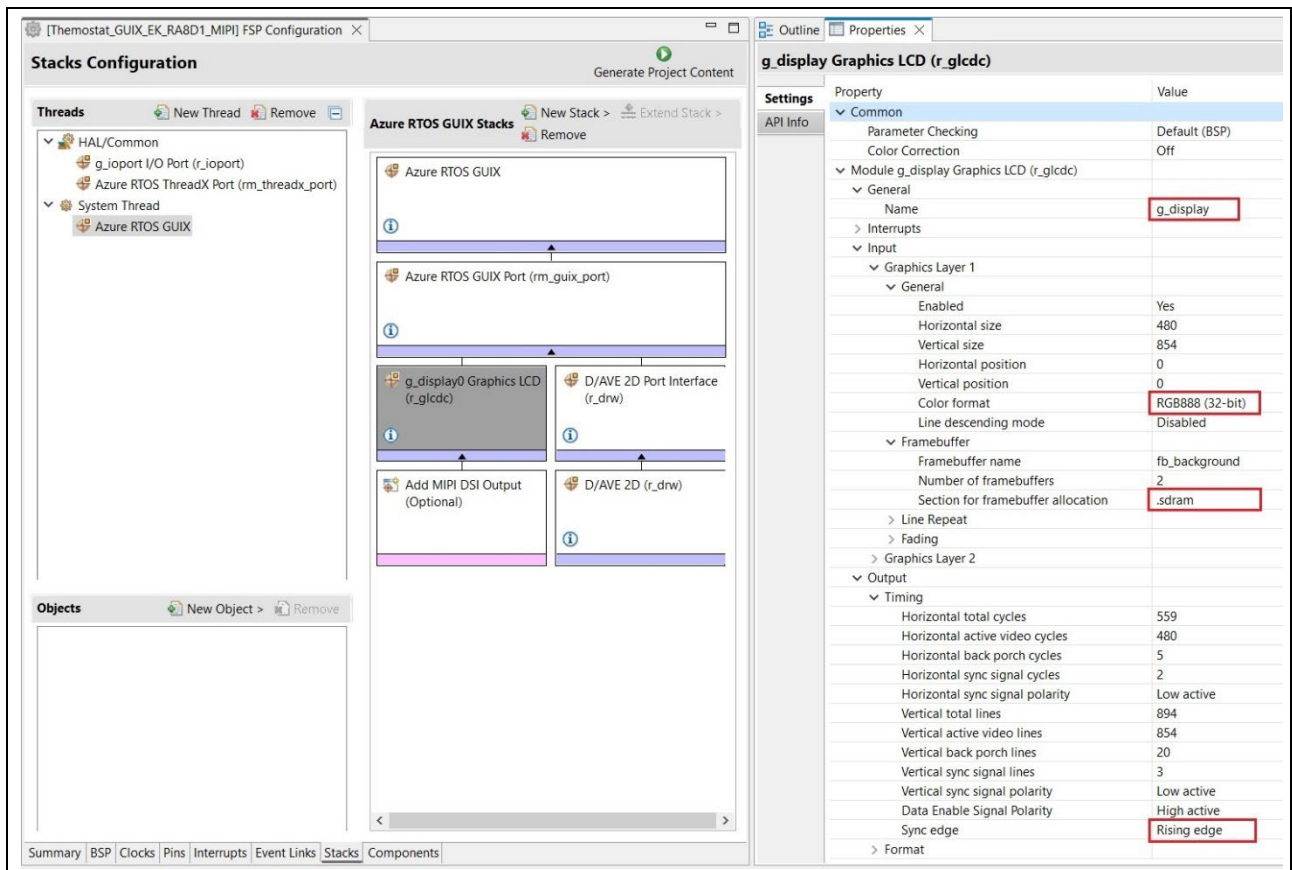 [Themostat_GUIX_EK_RA8D1_MIPI] FSP Configuration
Stacks Configuration
Generate Project Content
Threads
New Thread
Remove
HAL/Common
g_ioport I/O Port (r_ioport)
Azure RTOS ThreadX Port (rm_threadx_port)
System Thread
Azure RTOS GUIX
Objects
New Object >
Remove
Azure RTOS GUIX Stacks
New Stack >
Extend Stack >
Remove
Azure RTOS GUIX
Azure RTOS GUIX Port (rm_guix_port)
g_display0 Graphics LCD
(r_glcdc)
D/AVE 2D Port Interface
(r_drw)
Add MIPI DSI Output
(Optional)
D/AVE 2D (r_drw)
Summary BSP Clocks Pins Interrupts Event Links Stacks Components
Outline Properties
g_display Graphics LCD (r_glcdc)
Settings
API Info
Property Value
Common
Parameter Checking Default (BSP)
Color Correction Off
Module g_display Graphics LCD (r_glcdc)
General
Name g_display
Interrupts
Input
Graphics Layer 1
General
Enabled Yes
Horizontal size 480
Vertical size 854
Horizontal position 0
Vertical position 0
Color format RGB888 (32-bit)
Line descending mode Disabled
Framebuffer
Framebuffer name fb_background
Number of framebuffers 2
Section for framebuffer allocation .sdram
Line Repeat
Fading
Graphics Layer 2
Output
Timing
Horizontal total cycles 559
Horizontal active video cycles 480
Horizontal back porch cycles 5
Horizontal sync signal cycles 2
Horizontal sync signal polarity Low active
Vertical total lines 894
Vertical active video lines 854
Vertical back porch lines 20
Vertical sync signal lines 3
Vertical sync signal polarity Low active
Data Enable Signal Polarity High active
Sync edge Rising edge
Format